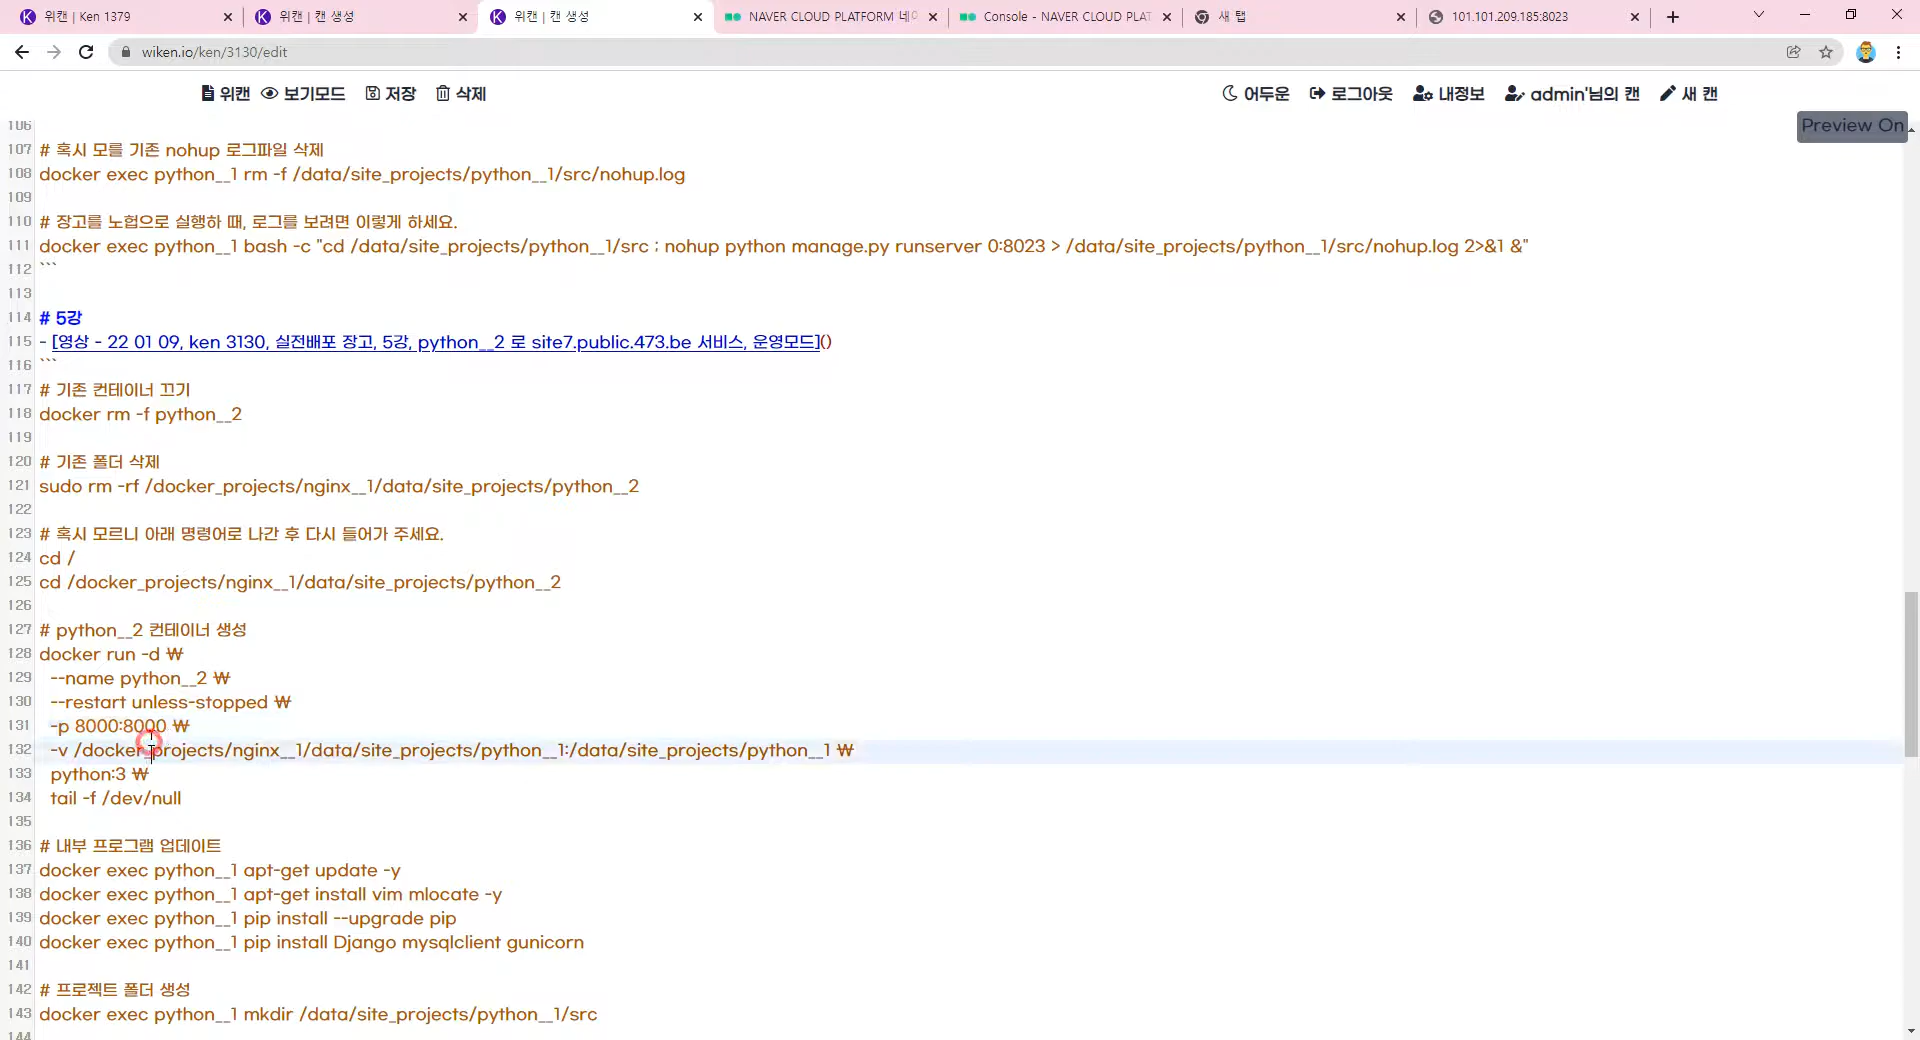 위캔 | Ken 1379
위캔 | 캔 생성
위캔 | 캔 생성
NAVER CLOUD PLATFORM 네이
Console - NAVER CLOUD PLAT
새 탭
101.101.209.185:8023
wiken.io/ken/3130/edit
위캔 보기모드 저장 삭제
어두운 로그아웃 내정보 admin'님의 캔 새 캔
Preview On
106
107 # 혹시 모를 기존 nohup 로그파일 삭제
108 docker exec python__1 rm -f /data/site_projects/python__1/src/nohup.log
109
110 # 장고를 노헙으로 실행하 때, 로그를 보려면 이렇게 하세요.
111 docker exec python__1 bash -c "cd /data/site_projects/python__1/src ; nohup python manage.py runserver 0:8023 > /data/site_projects/python__1/src/nohup.log 2>&1 &"
112 ```
113
114 # 5강
115 - [영상 - 22 01 09, ken 3130, 실전배포 장고, 5강, python__2 로 site7.public.473.be 서비스, 운영모드]()
116 ```
117 # 기존 컨테이너 끄기
118 docker rm -f python__2
119
120 # 기존 폴더 삭제
121 sudo rm -rf /docker_projects/nginx__1/data/site_projects/python__2
122
123 # 혹시 모르니 아래 명령어로 나간 후 다시 들어가 주세요.
124 cd /
125 cd /docker_projects/nginx__1/data/site_projects/python__2
126
127 # python__2 컨테이너 생성
128 docker run -d ₩
129 --name python__2 ₩
130 --restart unless-stopped ₩
131 -p 8000:8000 ₩
132 -v /docker_projects/nginx__1/data/site_projects/python__1:/data/site_projects/python__1 ₩
133 python:3 ₩
134 tail -f /dev/null
135
136 # 내부 프로그램 업데이트
137 docker exec python__1 apt-get update -y
138 docker exec python__1 apt-get install vim mlocate -y
139 docker exec python__1 pip install --upgrade pip
140 docker exec python__1 pip install Django mysqlclient gunicorn
141
142 # 프로젝트 폴더 생성
143 docker exec python__1 mkdir /data/site_projects/python__1/src
144